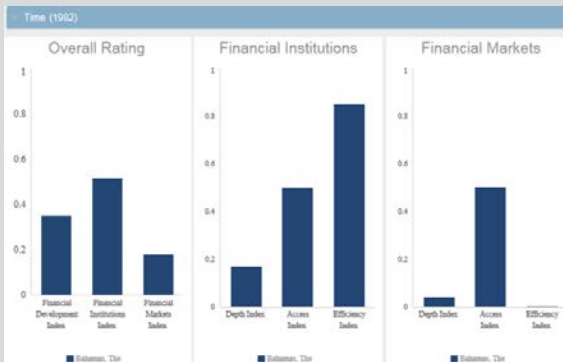 Time (1982)
Overall Rating
1
0.8
0.6
0.4
0.2
0
Financial Development Index
Financial Institutions Index
Financial Markets Index
Bahamas, The
Financial Institutions
1
0.8
0.6
0.4
0.2
0
Depth Index
Access Index
Efficiency Index
Bahamas, The
Financial Markets
1
0.8
0.6
0.4
0.2
0
Depth Index
Access Index
Efficiency Index
Bahamas, The